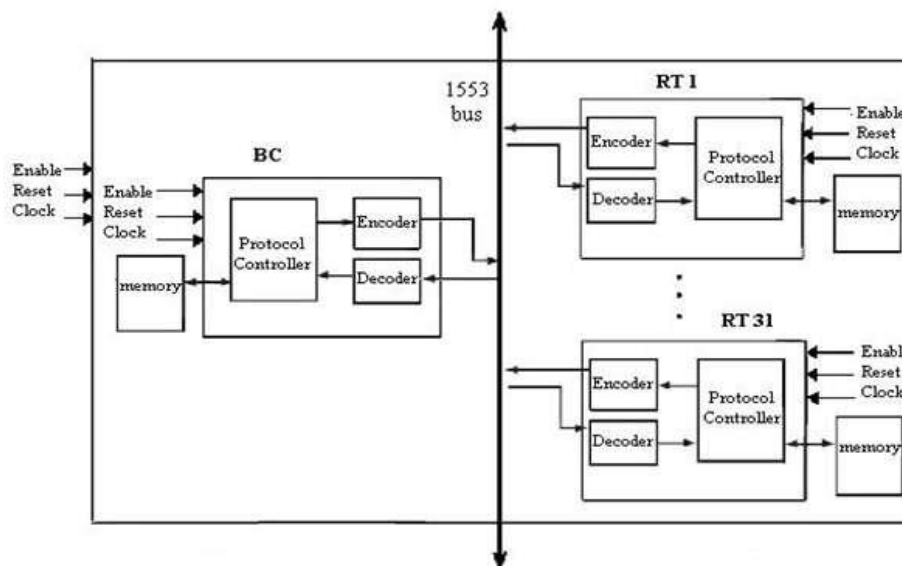 1553
bus
RT 1
Enable
Reset
Clock
Encoder
Decoder
Protocol
Controller
memory
BC
Enable
Reset
Clock
Enable
Reset
Clock
Protocol
Controller
Encoder
Decoder
memory
RT 31
Enable
Reset
Clock
Encoder
Decoder
Protocol
Controller
memory